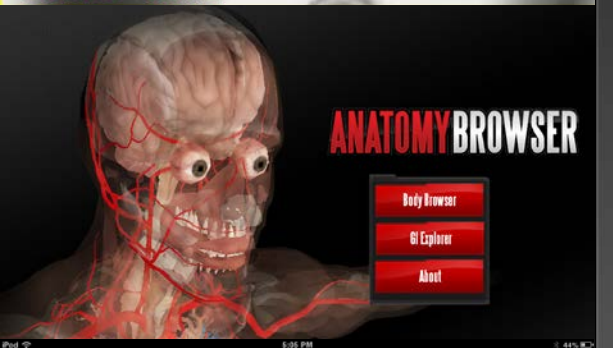 ANATOMYBROWSER
Body Browser
GI Explorer
About
iPod 5:05 PM 44%